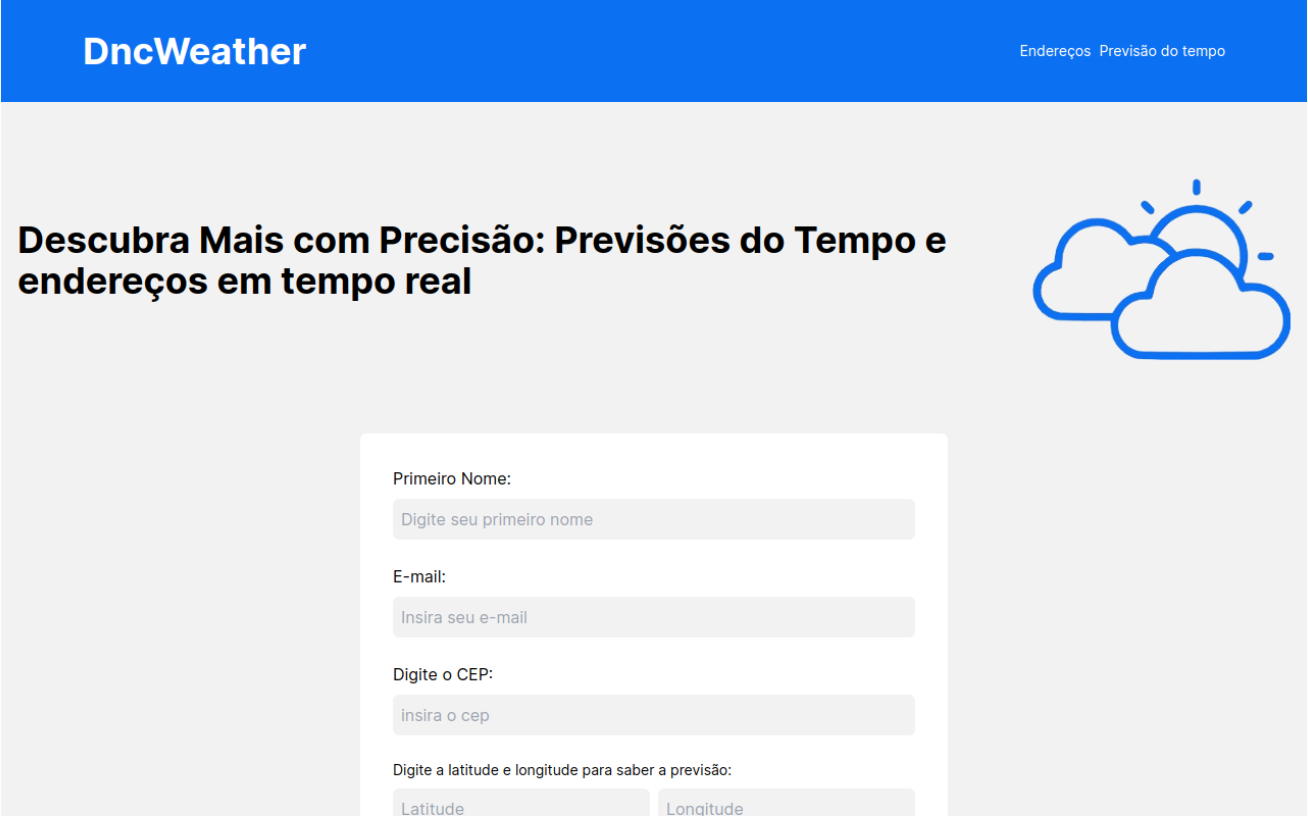 DncWeather
Endereços Previsão do tempo
Descubra Mais com Precisão: Previsões do Tempo e
endereços em tempo real
Primeiro Nome:
Digite seu primeiro nome
E-mail:
Insira seu e-mail
Digite o CEP:
insira o cep
Digite a latitude e longitude para saber a previsão:
Latitude Longitude